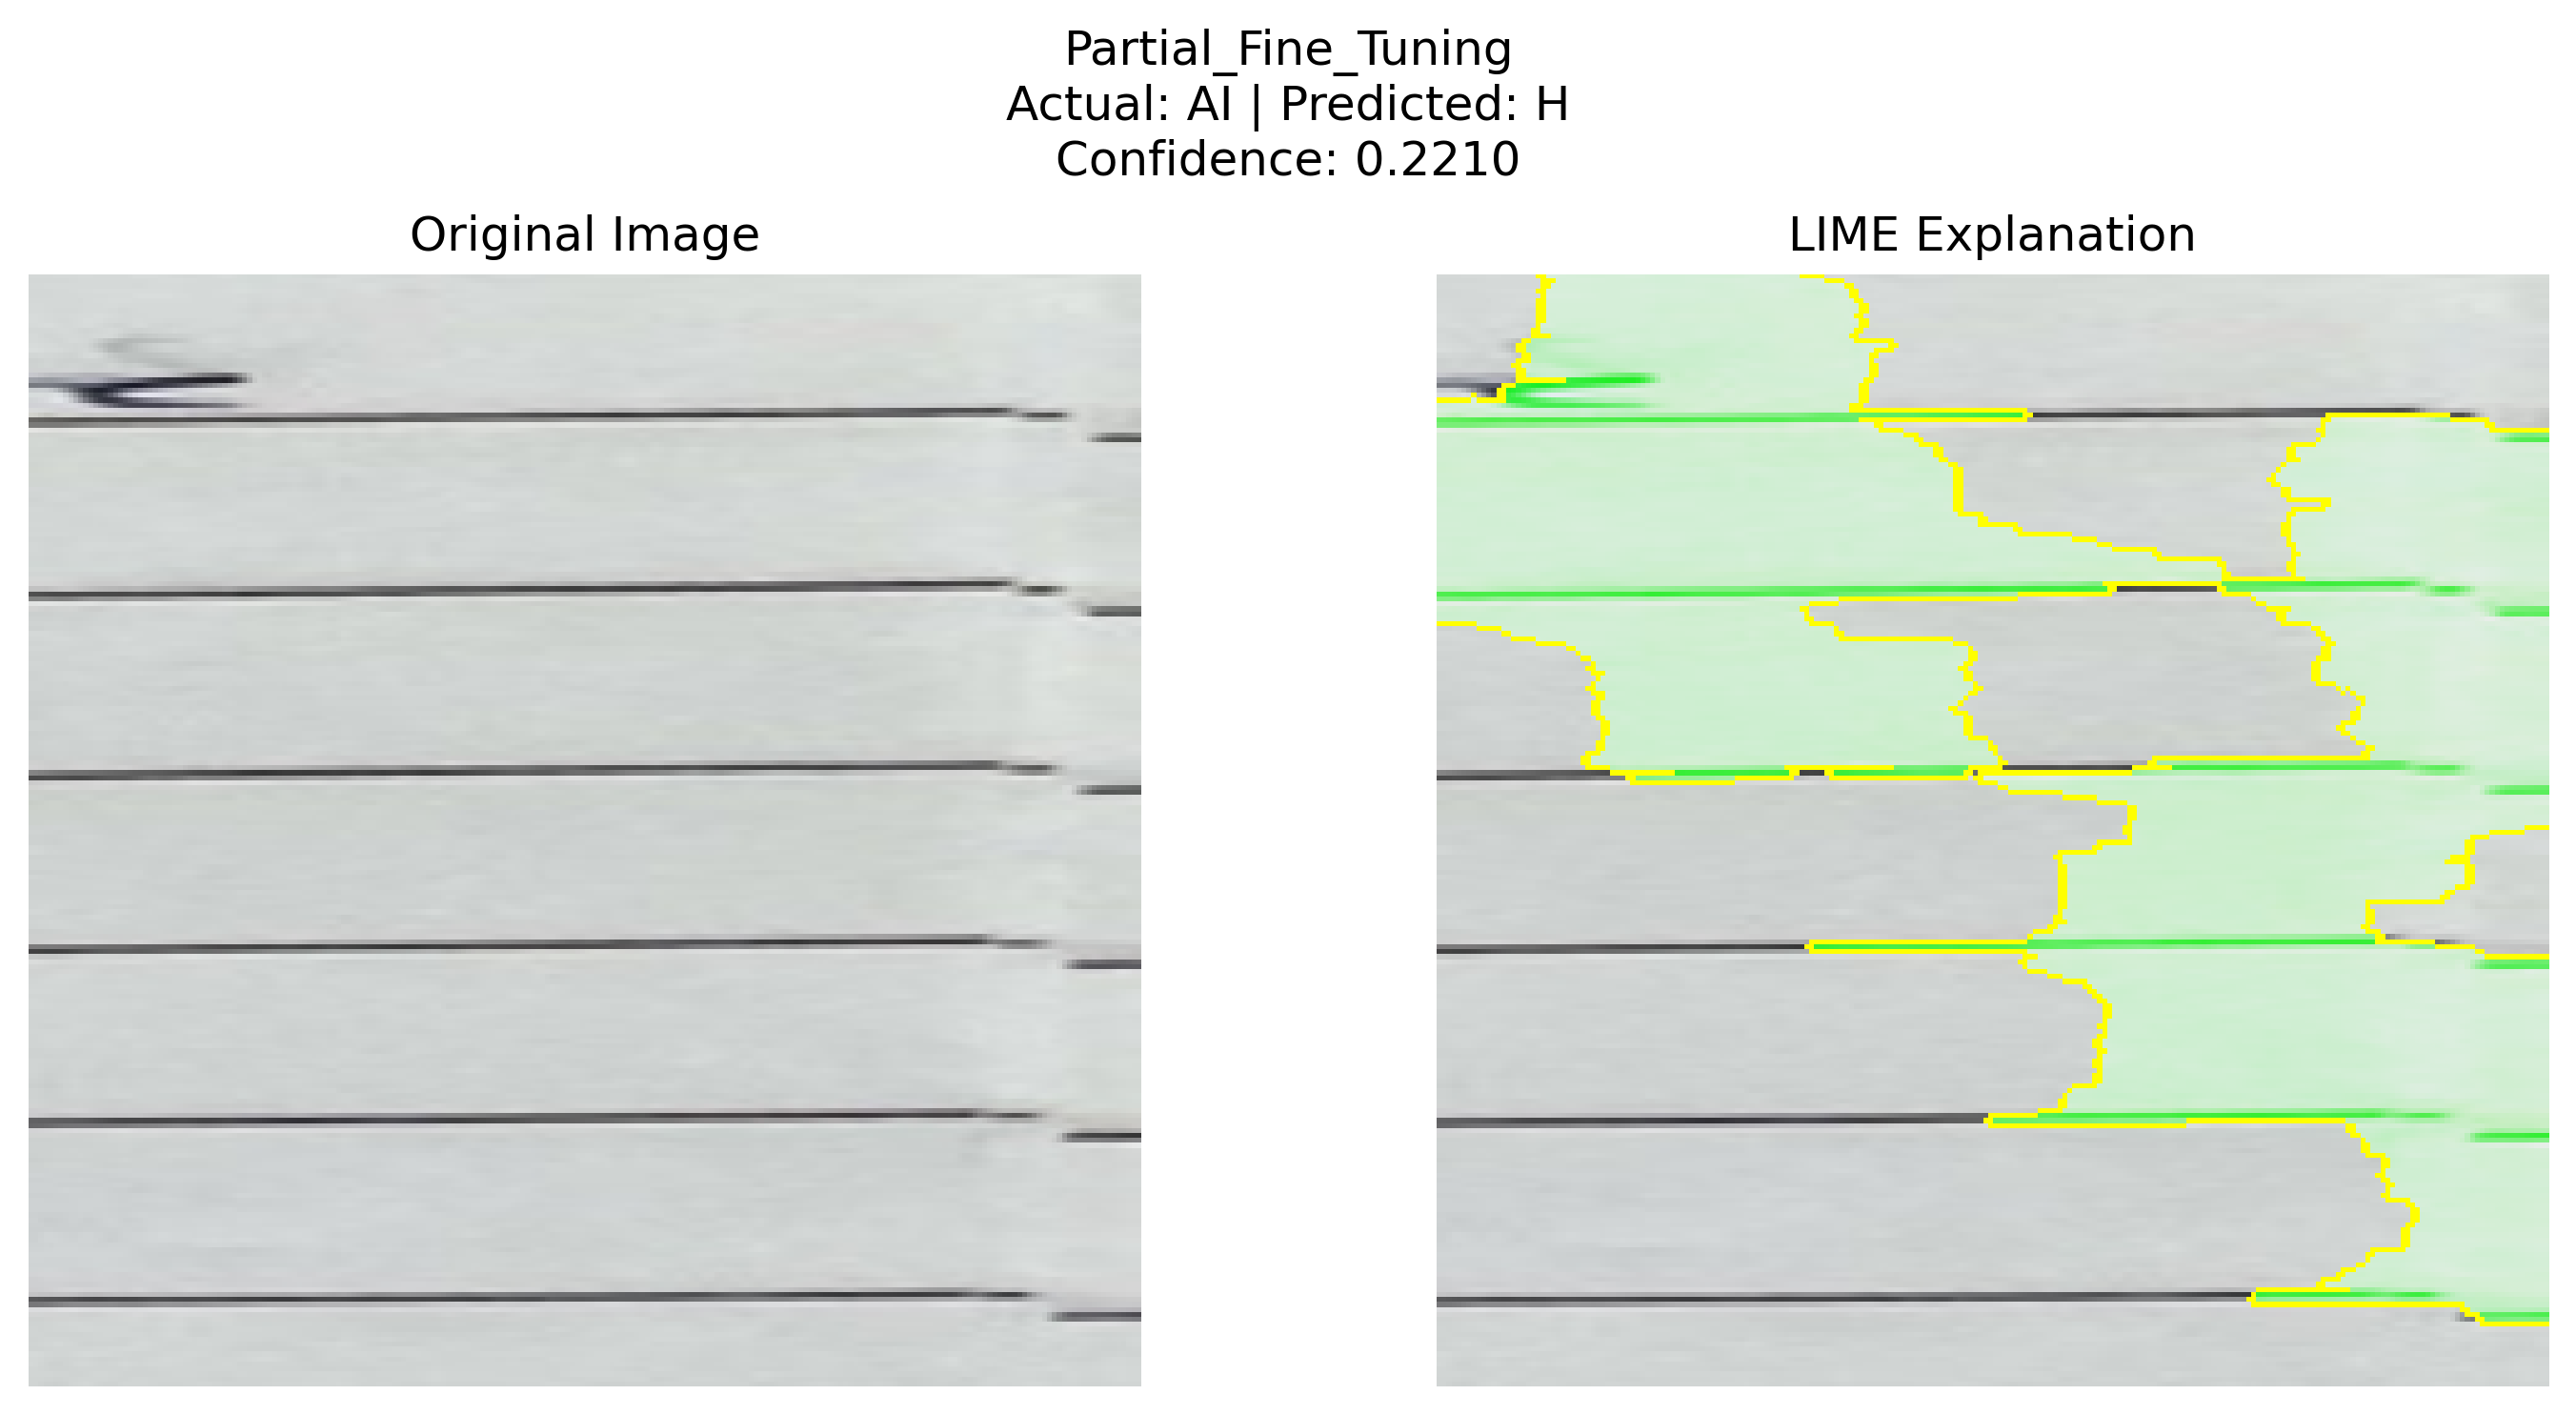 Partial_Fine_Tuning
Actual: AI | Predicted: H
Confidence: 0.2210
Original Image
LIME Explanation